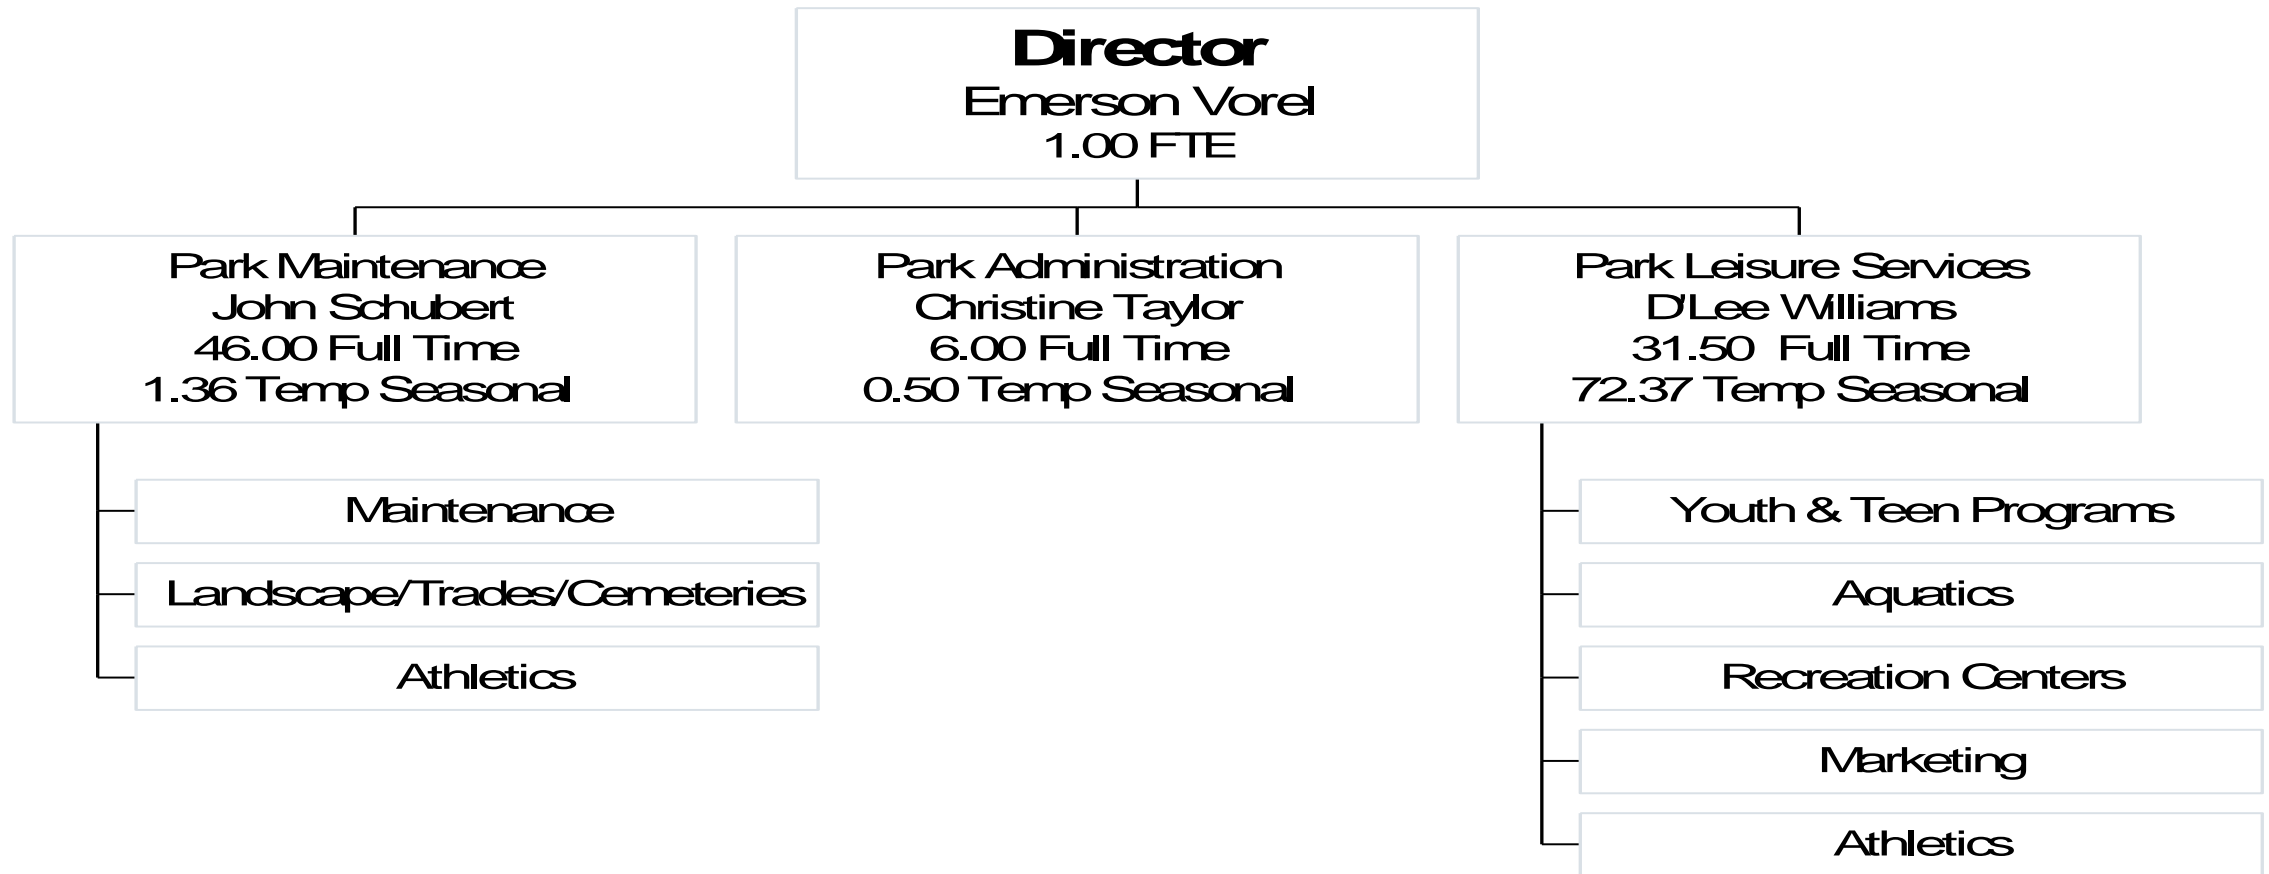 Director
Emerson Vorel
1.00 FTE
Park Maintenance
John Schubert
46.00 Full Time
1.36 Temp Seasonal
Park Administration
Christine Taylor
6.00 Full Time
0.50 Temp Seasonal
Park Leisure Services
D'Lee Williams
31.50 Full Time
72.37 Temp Seasonal
Maintenance
Landscape/Trades/Cemeteries
Athletics
Youth & Teen Programs
Aquatics
Recreation Centers
Marketing
Athletics